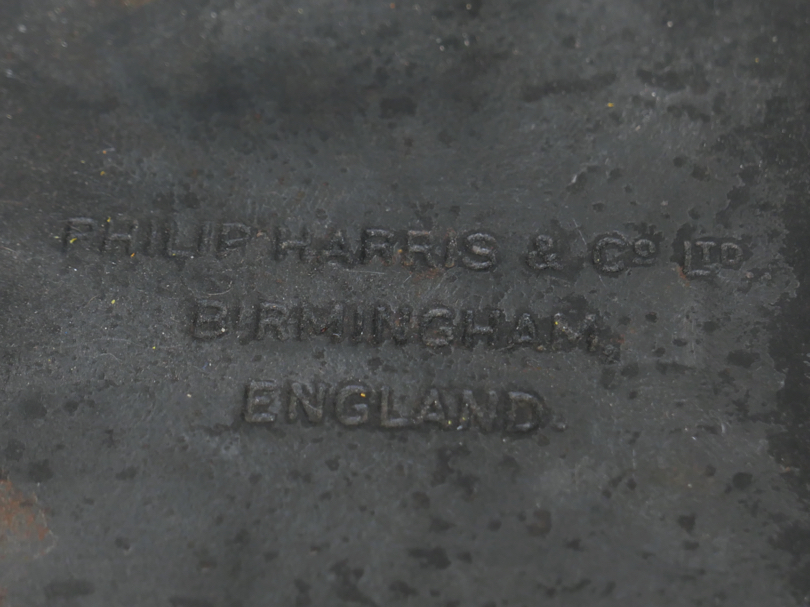 PHILIP HARRIS & Cº LTD.
BIRMINGHAM,
ENGLAND.